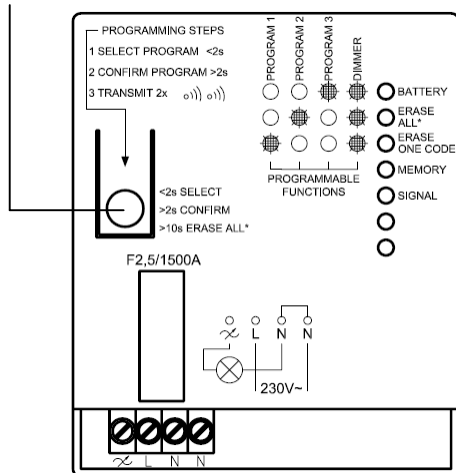 PROGRAMMING STEPS
1 SELECT PROGRAM <2s
2 CONFIRM PROGRAM >2s
3 TRANSMIT 2x
PROGRAM 1
PROGRAM 2
PROGRAM 3
DIMMER
BATTERY
ERASE
ALL*
ERASE
ONE CODE
MEMORY
SIGNAL
PROGRAMMABLE
FUNCTIONS
<2s SELECT
>2s CONFIRM
>10s ERASE ALL*
F2,5/1500A
L N N
230V~
L N N